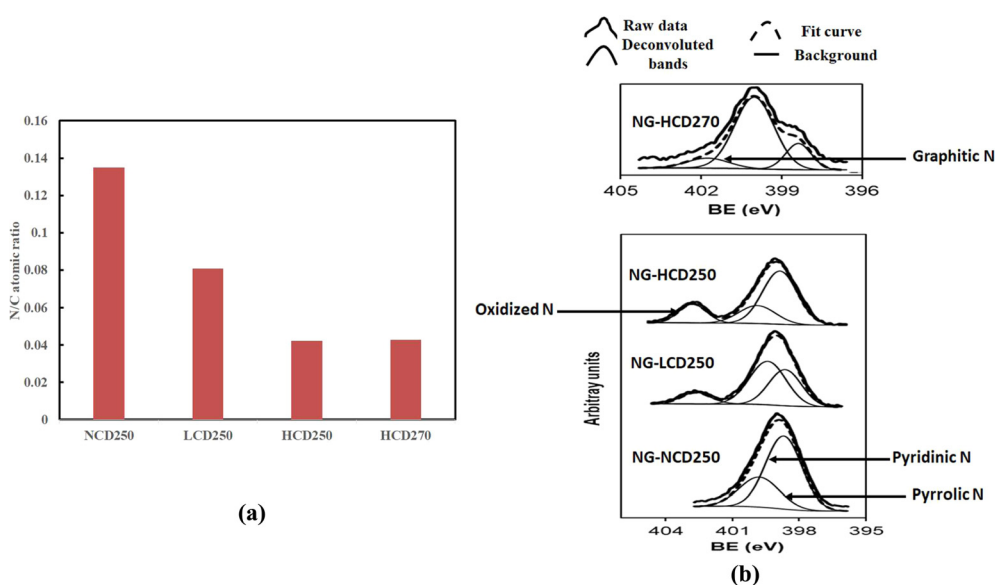 0.16
0.14
0.12
0.1
0.08
0.06
0.04
0.02
0
N/C atomic ratio
NCD250 LCD250 HCD250 HCD270
(a)
Raw data
Deconvoluted
bands
Fit curve
Background
NG-HCD270
Graphitic N
405 402 399 396
BE (eV)
NG-HCD250
Oxidized N
NG-LCD250
Arbitray units
NG-NCD250
Pyridinic N
Pyrrolic N
404 401 398 395
BE (eV)
(b)